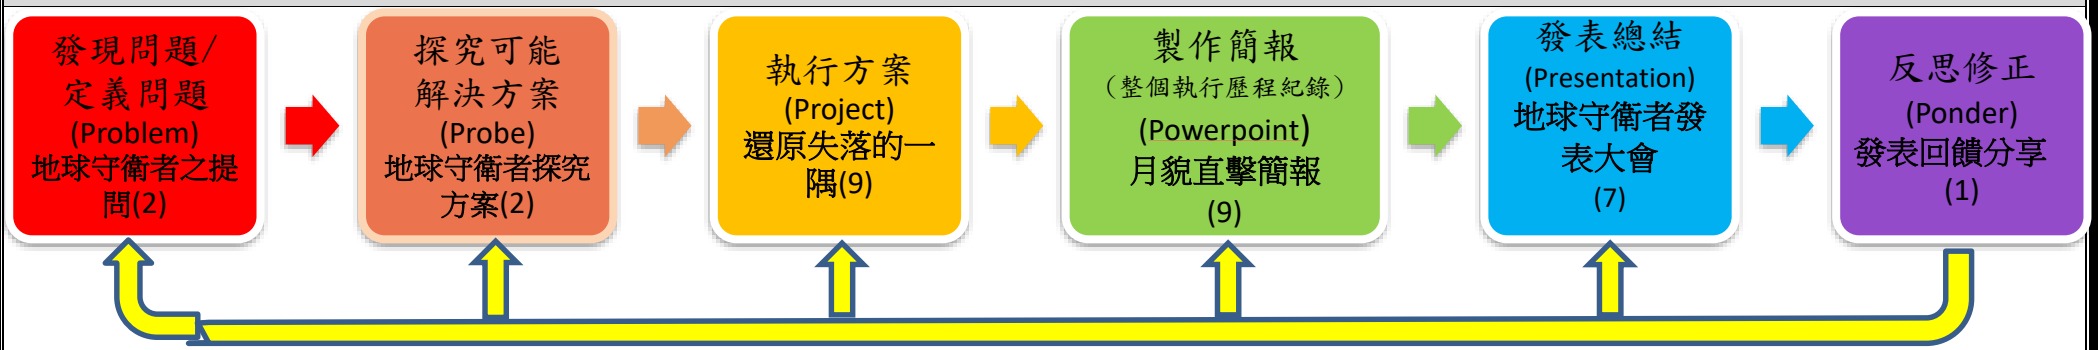 發現問題/
定義問題
(Problem)
地球守衛者之提
問(2)
探究可能
解決方案
(Probe)
地球守衛者探究
方案(2)
執行方案
(Project)
還原失落的一
隅(9)
製作簡報
（整個執行歷程紀錄）
(Powerpoint)
月貌直擊簡報
(9)
發表總結
(Presentation)
地球守衛者發
表大會
(7)
反思修正
(Ponder)
發表回饋分享
(1)